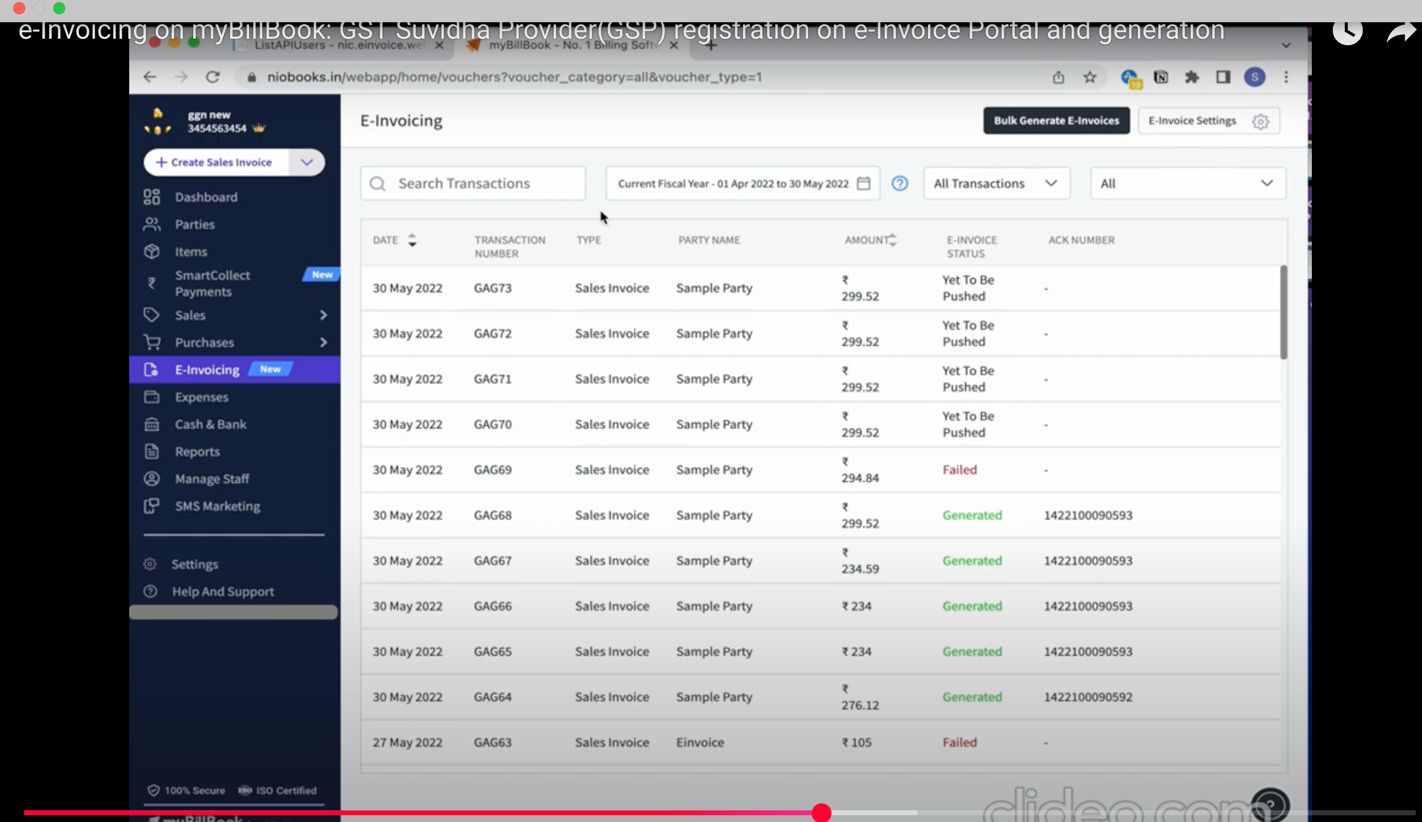 e-Invoicing on myBillBook: GST Suvidha Provider(GSP) registration on e-Invoice Portal and generation
ListAPIUsers - nic.einvoice.we
myBillBook - No. 1 Billing Softw
niobooks.in/webapp/home/vouchers?voucher_category=all&voucher_type=1
S
ggn new
3454563454
+ Create Sales Invoice
Dashboard
Parties
Items
SmartCollect Payments New
Sales
Purchases
E-Invoicing New
Expenses
Cash & Bank
Reports
Manage Staff
SMS Marketing
Settings
Help And Support
100% Secure ISO ISO Certified
myBillBook
E-Invoicing
Bulk Generate E-Invoices
E-Invoice Settings
Search Transactions
Current Fiscal Year - 01 Apr 2022 to 30 May 2022
?
All Transactions
All
DATE TRANSACTION NUMBER TYPE PARTY NAME AMOUNT E-INVOICE STATUS ACK NUMBER
30 May 2022 GAG73 Sales Invoice Sample Party ₹ 299.52 Yet To Be Pushed -
30 May 2022 GAG72 Sales Invoice Sample Party ₹ 299.52 Yet To Be Pushed -
30 May 2022 GAG71 Sales Invoice Sample Party ₹ 299.52 Yet To Be Pushed -
30 May 2022 GAG70 Sales Invoice Sample Party ₹ 299.52 Yet To Be Pushed -
30 May 2022 GAG69 Sales Invoice Sample Party ₹ 294.84 Failed -
30 May 2022 GAG68 Sales Invoice Sample Party ₹ 299.52 Generated 1422100090593
30 May 2022 GAG67 Sales Invoice Sample Party ₹ 234.59 Generated 1422100090593
30 May 2022 GAG66 Sales Invoice Sample Party ₹ 234 Generated 1422100090593
30 May 2022 GAG65 Sales Invoice Sample Party ₹ 234 Generated 1422100090593
30 May 2022 GAG64 Sales Invoice Sample Party ₹ 276.12 Generated 1422100090592
27 May 2022 GAG63 Sales Invoice Einvoice ₹ 105 Failed -
clideo.com
?